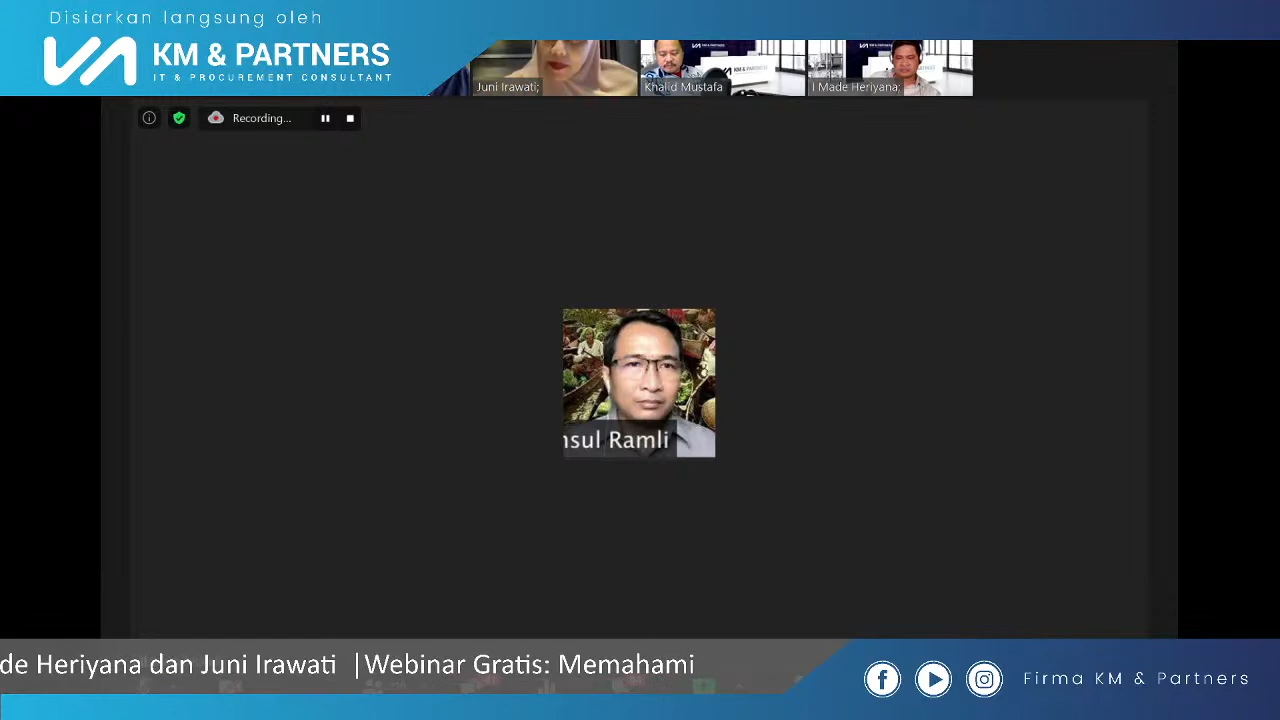 Disiarkan langsung oleh
KM & PARTNERS
IT & PROCUREMENT CONSULTANT
Juni Irawati;
Khalid Mustafa
I Made Heriyana;
Recording...
nsul Ramli
de Heriyana dan Juni Irawati |Webinar Gratis: Memahami
Firma KM & Partners